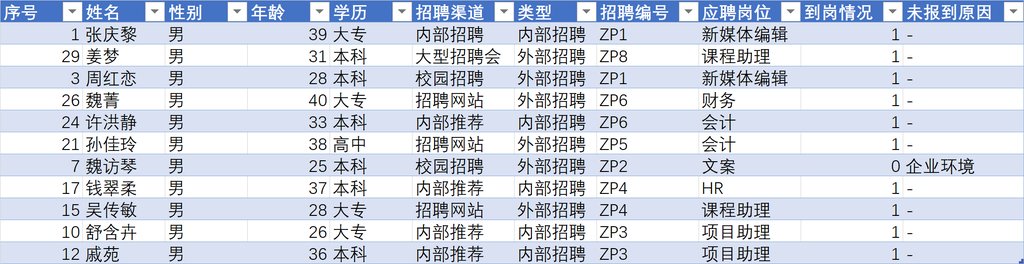 序号 姓名 性别 年龄 学历 招聘渠道 类型 招聘编号 应聘岗位 到岗情况 未报到原因
1 张庆黎 男 39 大专 内部招聘 内部招聘 ZP1 新媒体编辑 1 -
29 姜梦 男 31 本科 大型招聘会 外部招聘 ZP8 课程助理 1 -
3 周红恋 男 28 本科 校园招聘 外部招聘 ZP1 新媒体编辑 1 -
26 魏菁 男 40 大专 招聘网站 外部招聘 ZP6 财务 1 -
24 许洪静 男 33 本科 内部推荐 内部招聘 ZP6 会计 1 -
21 孙佳玲 男 38 高中 招聘网站 外部招聘 ZP5 会计 1 -
7 魏访琴 男 25 本科 校园招聘 外部招聘 ZP2 文案 0 企业环境
17 钱翠柔 男 37 本科 内部推荐 内部招聘 ZP4 HR 1 -
15 吴传敏 男 28 大专 招聘网站 外部招聘 ZP4 课程助理 1 -
10 舒含卉 男 26 大专 内部推荐 内部招聘 ZP3 项目助理 1 -
12 戚苑 男 36 本科 内部推荐 内部招聘 ZP3 项目助理 1 -